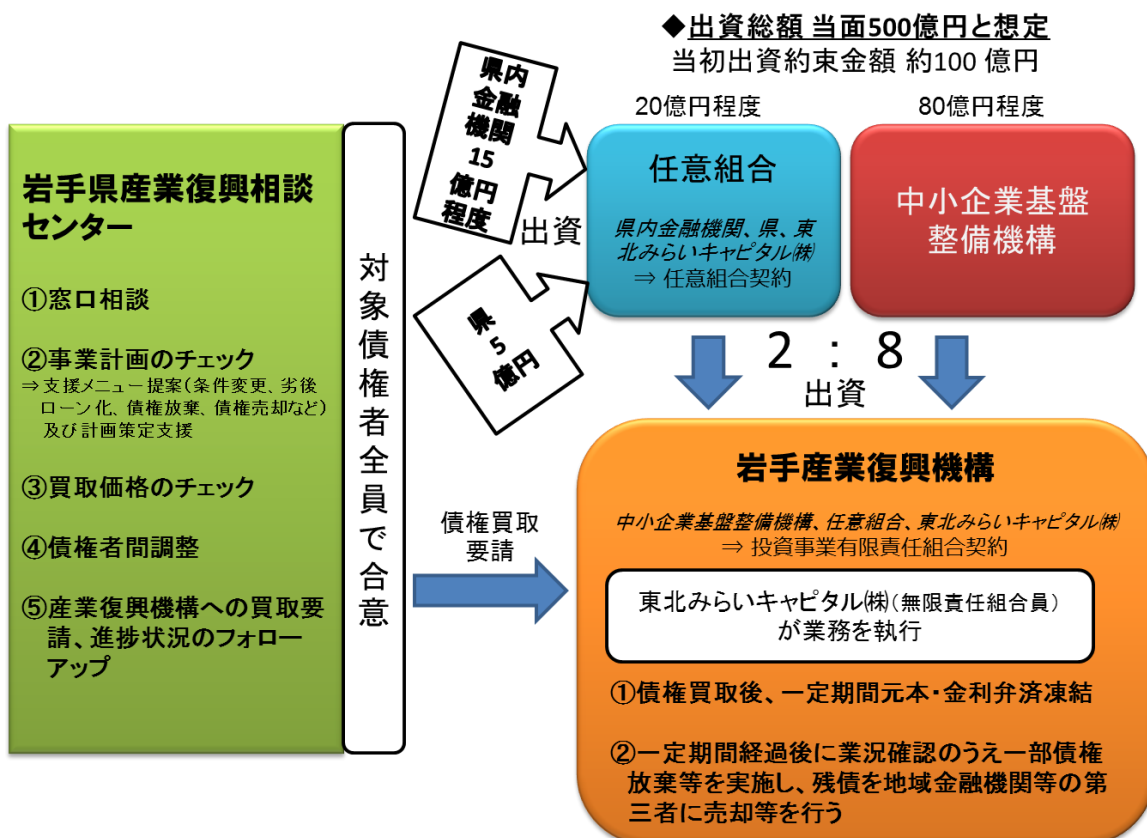 ◆出資総額 当面500億円と想定
当初出資約束金額 約100 億円
20億円程度
80億円程度
県内
金融
機関
15
億円
程度
出資
県
5
億円
任意組合
県内金融機関、県、東
北みらいキャピタル㈱
⇒ 任意組合契約
中小企業基盤
整備機構
2 : 8
出資
岩手県産業復興相談
センター
①窓口相談
②事業計画のチェック
⇒支援メニュー提案(条件変更、劣後
ローン化、債権放棄、債権売却など)
及び計画策定支援
③買取価格のチェック
④債権者間調整
⑤産業復興機構への買取要
請、進捗状況のフォロー
アップ
対象債権者全員で合意
債権買取
要請
岩手産業復興機構
中小企業基盤整備機構、任意組合、東北みらいキャピタル㈱
⇒ 投資事業有限責任組合契約
東北みらいキャピタル㈱(無限責任組合員)
が業務を執行
①債権買取後、一定期間元本・金利弁済凍結
②一定期間経過後に業況確認のうえ一部債権
放棄等を実施し、残債を地域金融機関等の第
三者に売却等を行う